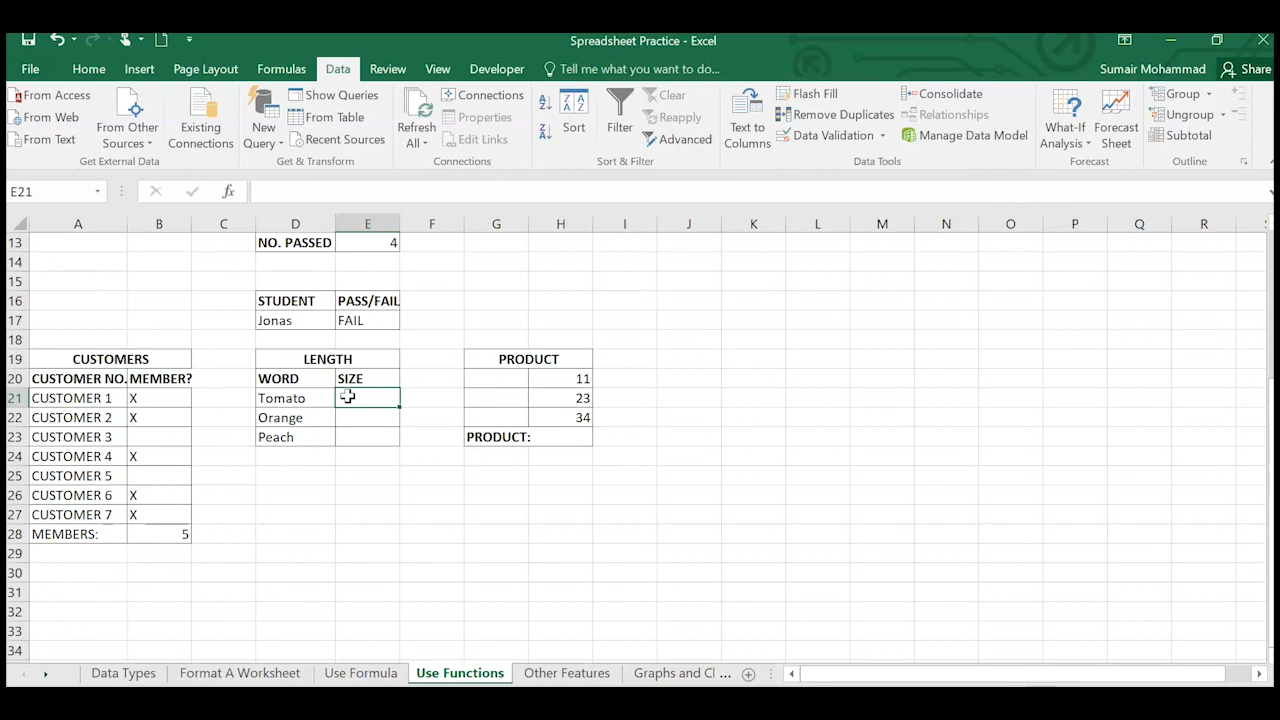 Spreadsheet Practice - Excel
File Home Insert Page Layout Formulas Data Review View Developer Tell me what you want to do... Sumair Mohammad Share
From Access
From Web
From Text
From Other Sources
Existing Connections
Get External Data
New Query
Show Queries
From Table
Recent Sources
Get & Transform
Refresh All
Connections
Properties
Edit Links
Connections
Sort
Filter
Clear
Reapply
Advanced
Sort & Filter
Text to Columns
Flash Fill
Remove Duplicates
Data Validation
Consolidate
Relationships
Manage Data Model
Data Tools
What-If Analysis
Forecast Sheet
Forecast
Group
Ungroup
Subtotal
Outline
E21 fx
A B C D E F G H I J K L M N O P Q R
13 NO. PASSED 4
14
15
16 STUDENT PASS/FAIL
17 Jonas FAIL
18
19 CUSTOMERS LENGTH PRODUCT
20 CUSTOMER NO. MEMBER? WORD SIZE 11
21 CUSTOMER 1 X Tomato 23
22 CUSTOMER 2 X Orange 34
23 CUSTOMER 3 Peach PRODUCT:
24 CUSTOMER 4 X
25 CUSTOMER 5
26 CUSTOMER 6 X
27 CUSTOMER 7 X
28 MEMBERS: 5
29
30
31
32
33
34
Data Types Format A Worksheet Use Formula Use Functions Other Features Graphs and Cl ...